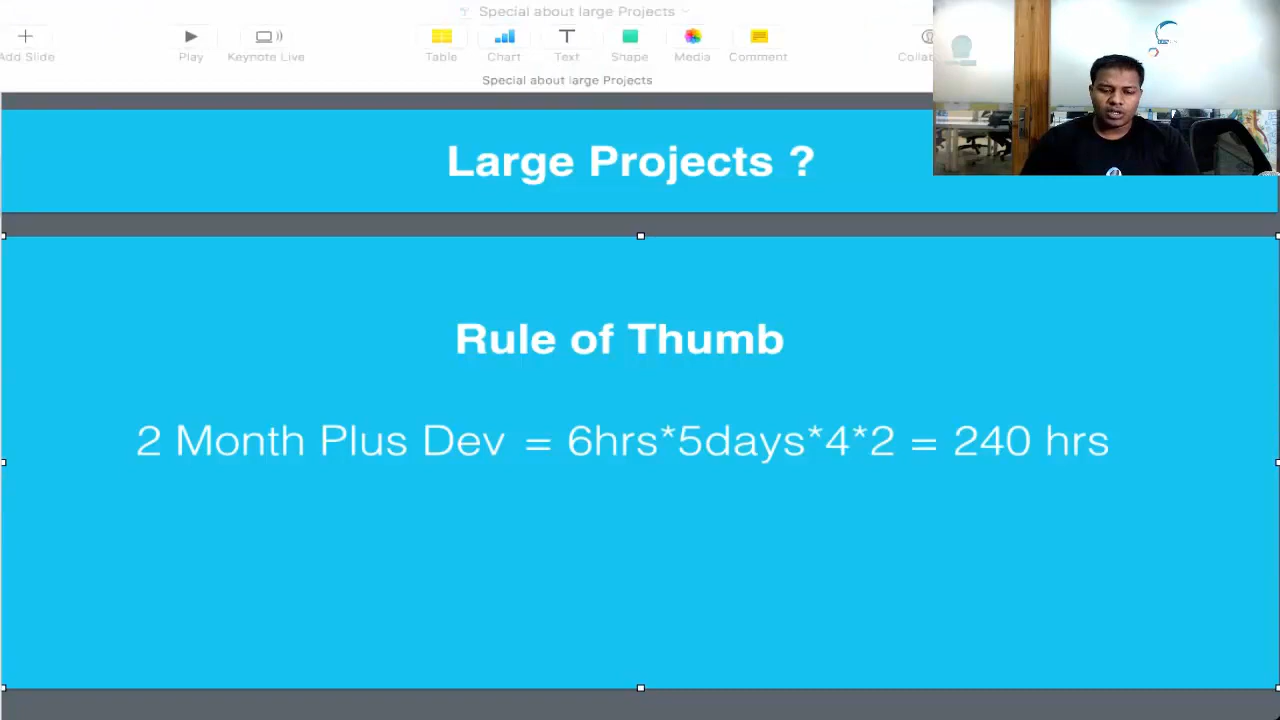 Special about large Projects
Add Slide
Play
Keynote Live
Table
Chart
Text
Shape
Media
Comment
Special about large Projects
Large Projects ?
Rule of Thumb
2 Month Plus Dev = 6hrs*5days*4*2 = 240 hrs